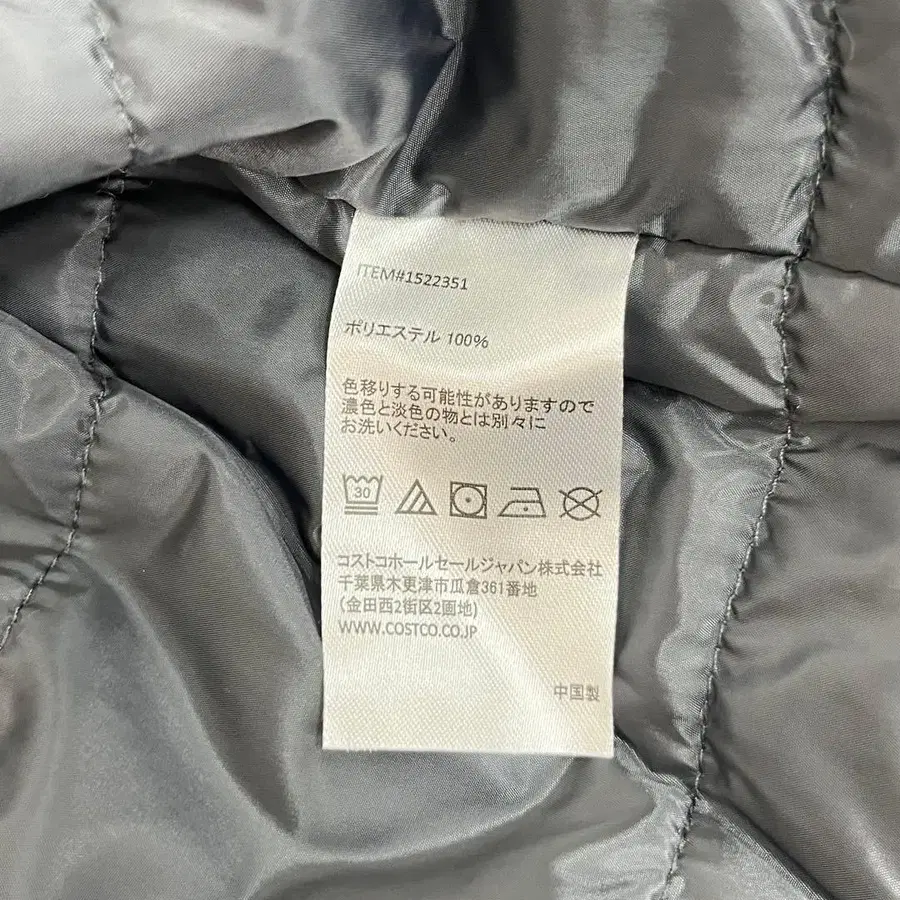 ITEM#1522351
ポリエステル 100%
色移りする可能性がありますので
濃色と淡色の物とは別々に
お洗いください。
30
コストコホールセールジャパン株式会社
千葉県木更津市瓜倉361番地
(金田西2街区2画地)
WWW.COSTCO.CO.JP
中国製